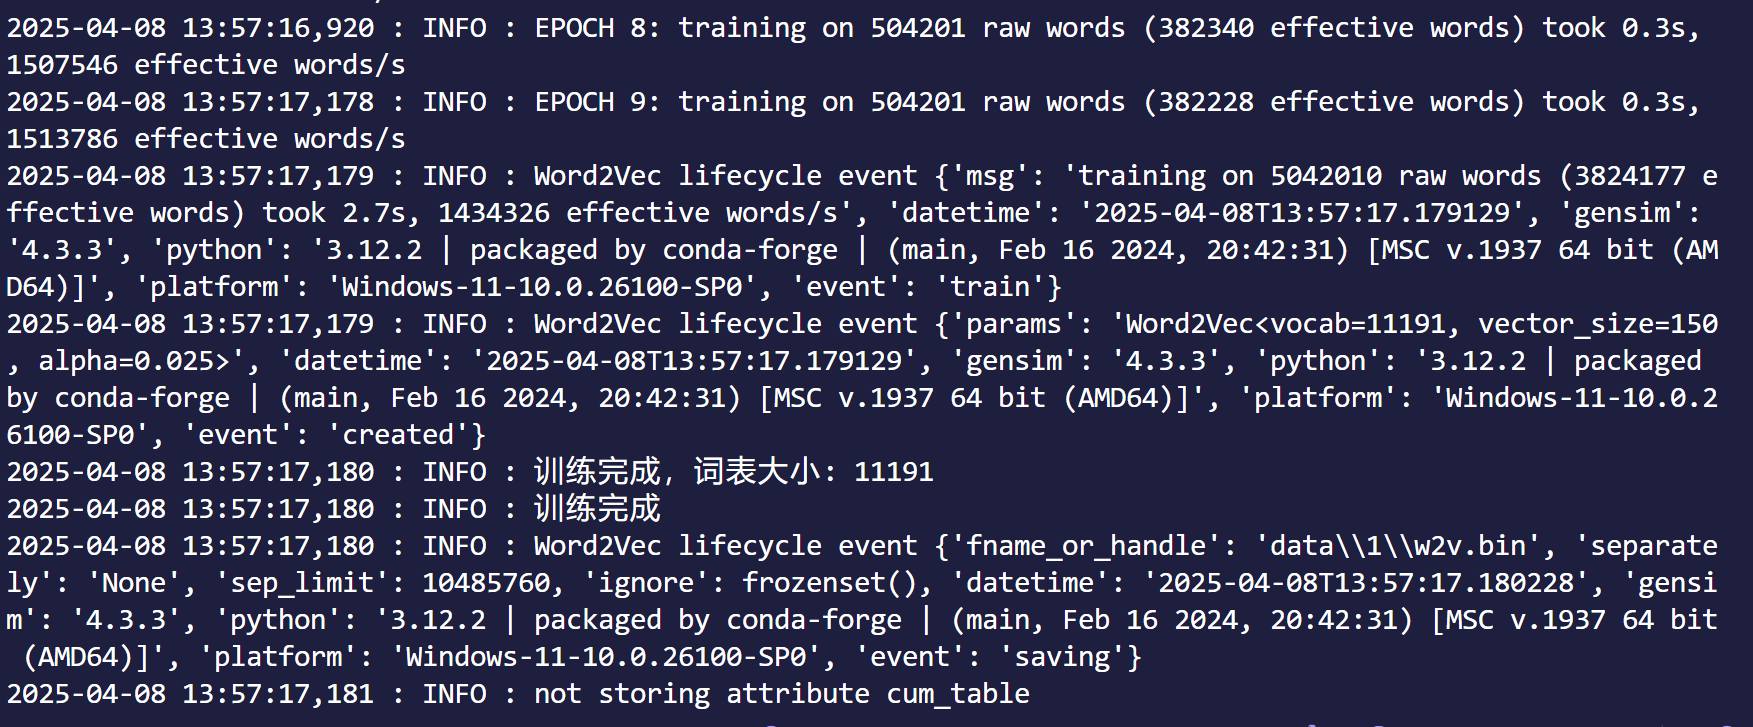 2025-04-08 13:57:16,920 : INFO : EPOCH 8: training on 504201 raw words (382340 effective words) took 0.3s,
1507546 effective words/s
2025-04-08 13:57:17,178 : INFO : EPOCH 9: training on 504201 raw words (382228 effective words) took 0.3s,
1513786 effective words/s
2025-04-08 13:57:17,179 : INFO : Word2Vec lifecycle event {'msg': 'training on 5042010 raw words (3824177 e
ffective words) took 2.7s, 1434326 effective words/s', 'datetime': '2025-04-08T13:57:17.179129', 'gensim':
'4.3.3', 'python': '3.12.2 | packaged by conda-forge | (main, Feb 16 2024, 20:42:31) [MSC v.1937 64 bit (AM
D64)]', 'platform': 'Windows-11-10.0.26100-SP0', 'event': 'train'}
2025-04-08 13:57:17,179 : INFO : Word2Vec lifecycle event {'params': 'Word2Vec<vocab=11191, vector_size=150
, alpha=0.025>', 'datetime': '2025-04-08T13:57:17.179129', 'gensim': '4.3.3', 'python': '3.12.2 | packaged
by conda-forge | (main, Feb 16 2024, 20:42:31) [MSC v.1937 64 bit (AMD64)]', 'platform': 'Windows-11-10.0.2
6100-SP0', 'event': 'created'}
2025-04-08 13:57:17,180 : INFO : 训练完成, 词表大小: 11191
2025-04-08 13:57:17,180 : INFO : 训练完成
2025-04-08 13:57:17,180 : INFO : Word2Vec lifecycle event {'fname_or_handle': 'data\\1\\w2v.bin', 'separate
ly': 'None', 'sep_limit': 10485760, 'ignore': frozenset(), 'datetime': '2025-04-08T13:57:17.180228', 'gensi
m': '4.3.3', 'python': '3.12.2 | packaged by conda-forge | (main, Feb 16 2024, 20:42:31) [MSC v.1937 64 bit
 (AMD64)]', 'platform': 'Windows-11-10.0.26100-SP0', 'event': 'saving'}
2025-04-08 13:57:17,181 : INFO : not storing attribute cum_table